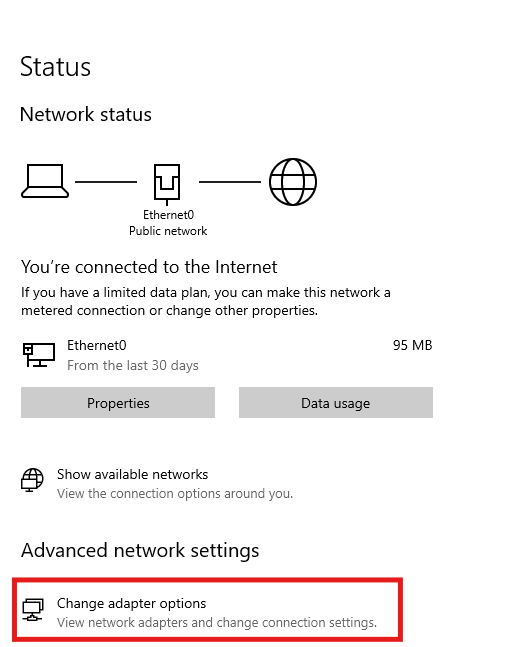 Status
Network status
Ethernet0
Public network
You're connected to the Internet
If you have a limited data plan, you can make this network a
metered connection or change other properties.
Ethernet0
95 MB
From the last 30 days
Properties
Data usage
Show available networks
View the connection options around you.
Advanced network settings
Change adapter options
View network adapters and change connection settings.